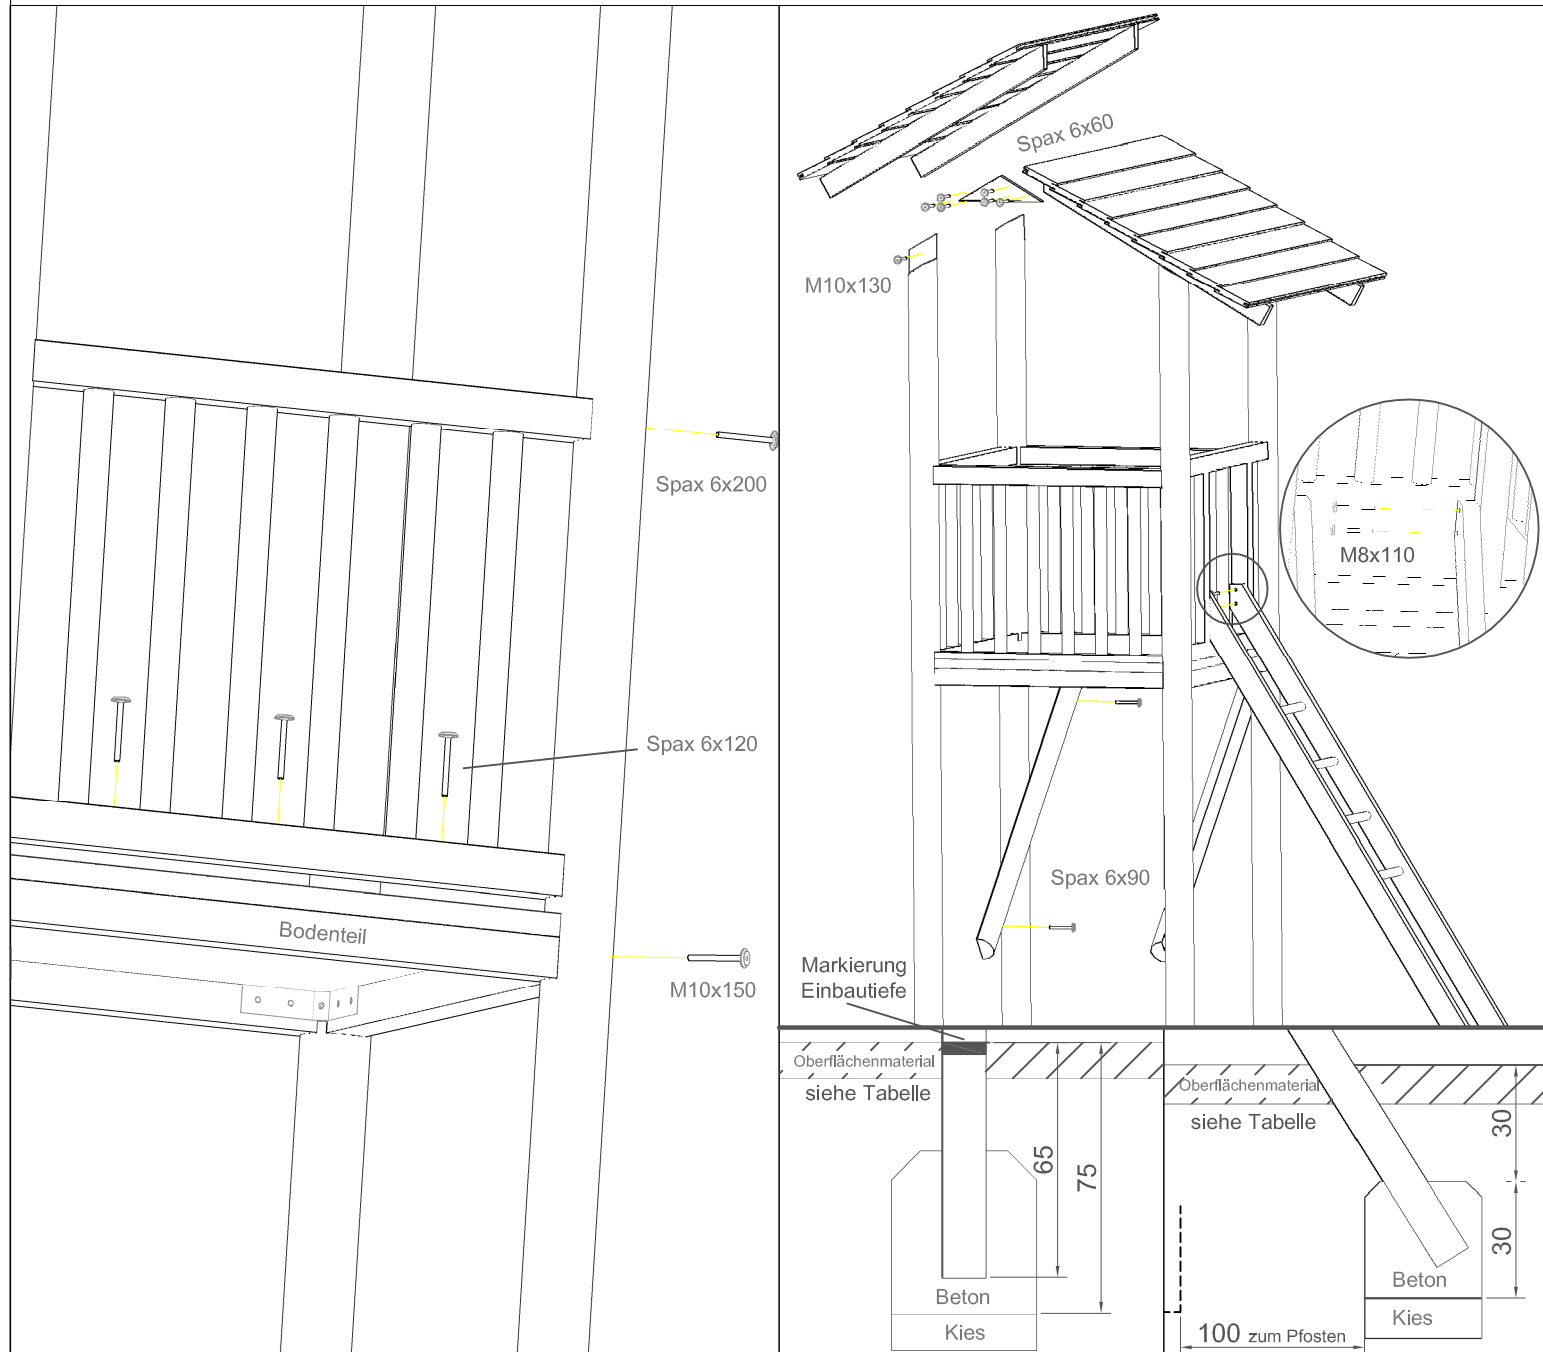 Spax 6x200
Spax 6x120
Bodenteil
M10x150
Spax 6x60
M10x130
M8x110
Spax 6x90
Markierung
Einbautiefe
Oberflächenmaterial
siehe Tabelle
65
75
Beton
Kies
Oberflächenmaterial
siehe Tabelle
30
30
Beton
Kies
100 zum Pfosten